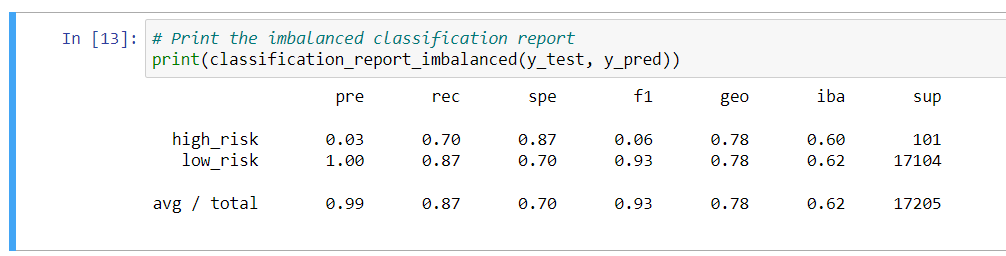 In [13]: # Print the imbalanced classification report
print(classification_report_imbalanced(y_test, y_pred))
pre rec spe f1 geo iba sup
high_risk 0.03 0.70 0.87 0.06 0.78 0.60 101
low_risk 1.00 0.87 0.70 0.93 0.78 0.62 17104
avg / total 0.99 0.87 0.70 0.93 0.78 0.62 17205